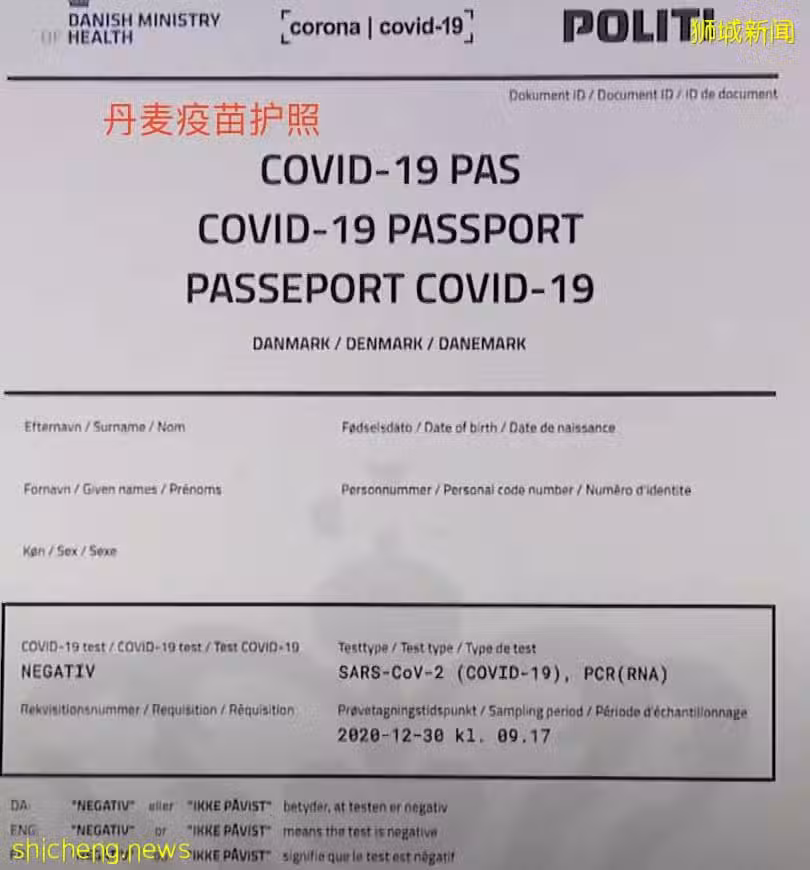 DANISH MINISTRY
OF HEALTH
corona | covid-19
POLITI
狮城新闻
Dokument ID / Document ID / ID de document
丹麦疫苗护照
COVID-19 PAS
COVID-19 PASSPORT
PASSEPORT COVID-19
DANMARK / DENMARK / DANEMARK
Efternavn / Surname / Nom
Fødselsdato / Date of birth / Date de naissance
Fornavn / Given names / Prénoms
Personnummer / Personal code number / Numéro d'identite
Køn / Sex / Sexe
COVID-19 test / COVID-19 test / Test COVID-19
Testtype / Test type / Type de test
NEGATIV
SARS-CoV-2 (COVID-19), PCR(RNA)
Rekvisitionsnummer / Requisition / Réquisition
Prøvetagningstidspunkt / Sampling period / Période d'échantillonnage
2020-12-30 kl. 09.17
DA: "NEGATIV" eller "IKKE PÅVIST" betyder, at testen er negativ
ENG: "NEGATIV" or "IKKE PÅVIST" means the test is negative
"NEGATIV" "IKKE PÅVIST" signifie que le test est négatif
shicheng.news